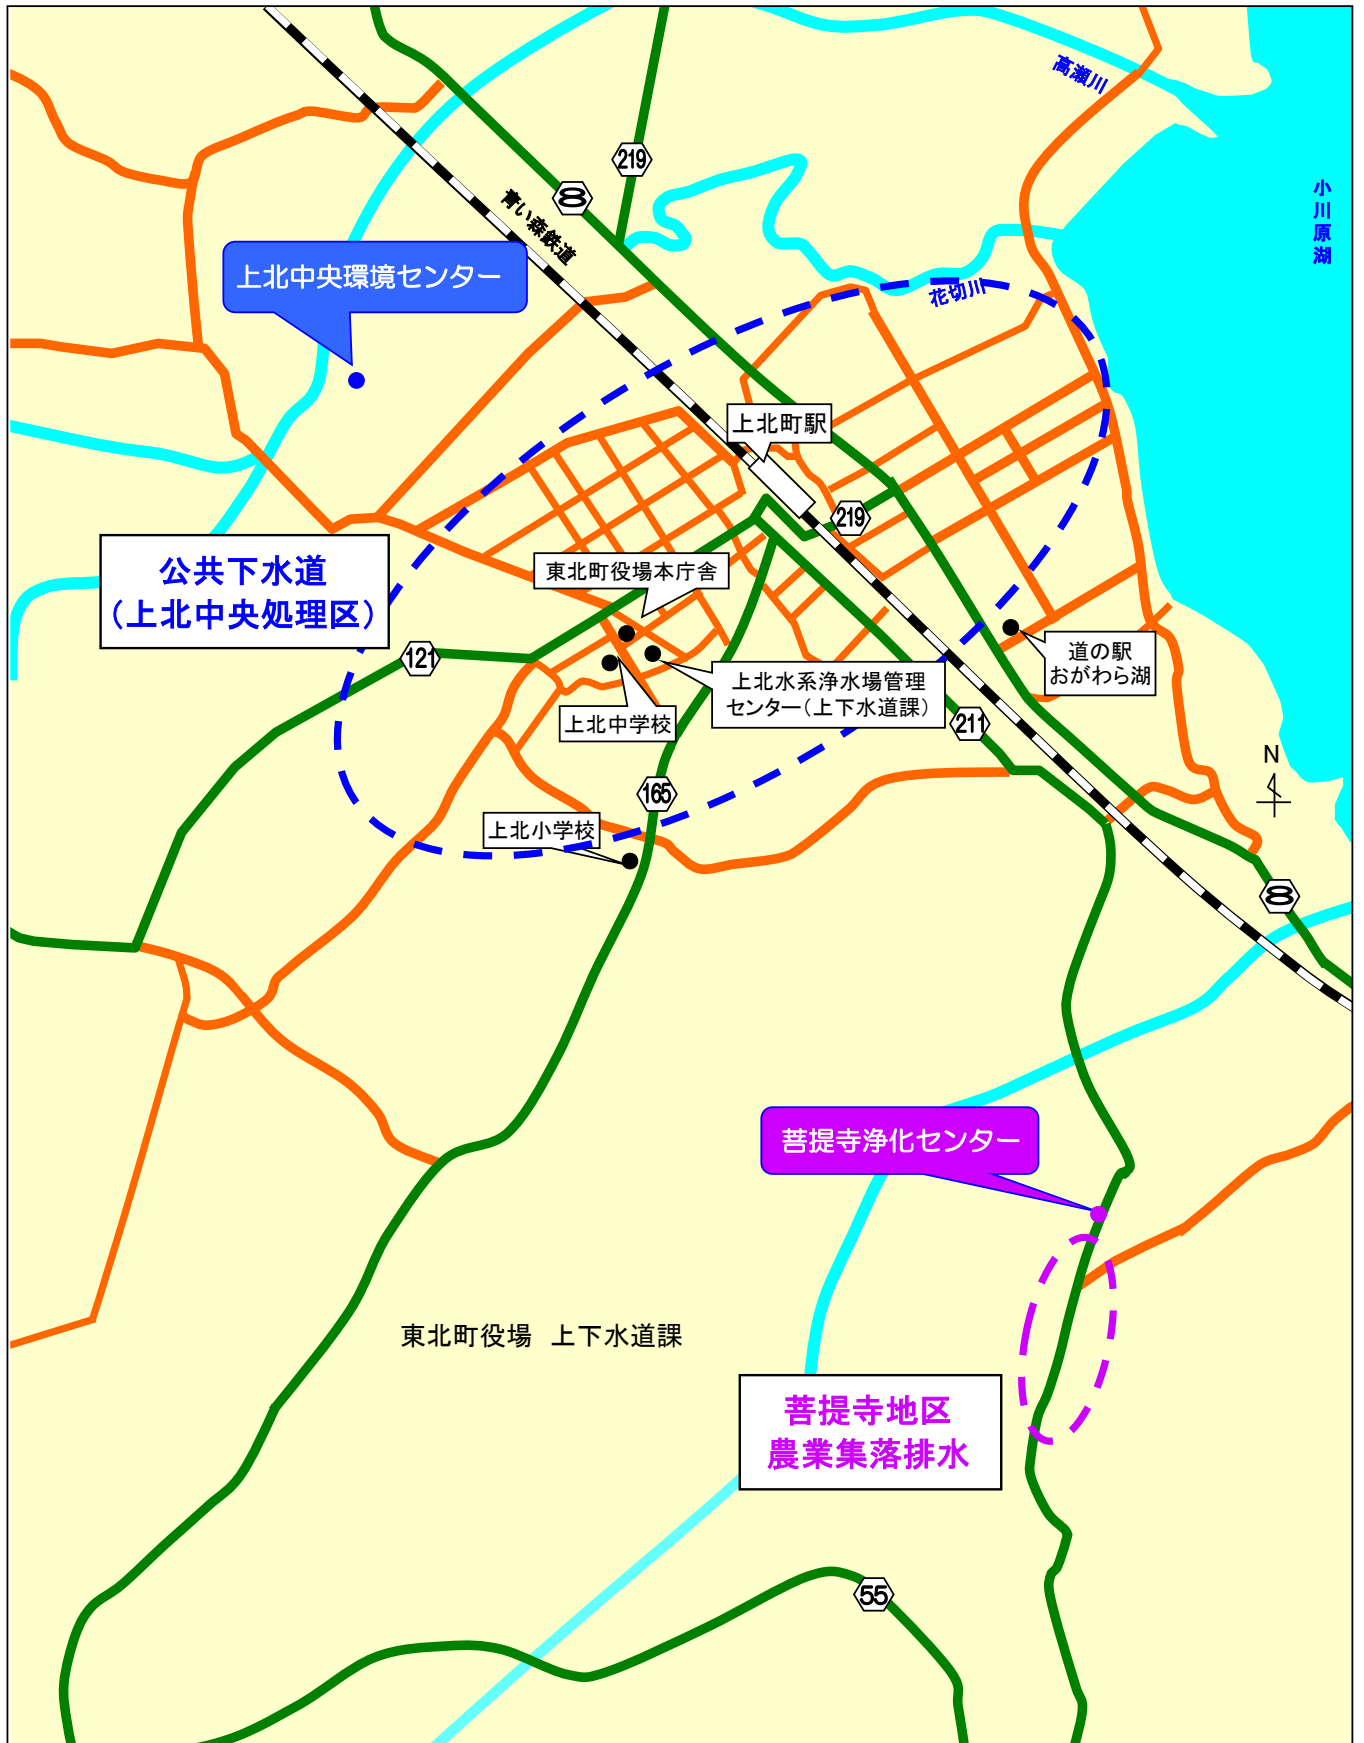 高瀬川
小川原湖
219
8
青い森鉄道
上北中央環境センター
花切川
上北町駅
219
公共下水道
(上北中央処理区)
東北町役場本庁舎
121
道の駅
おがわら湖
上北水系浄水場管理
センター(上下水道課)
上北中学校
211
N
165
上北小学校
8
菩提寺浄化センター
東北町役場　上下水道課
菩提寺地区
農業集落排水
55